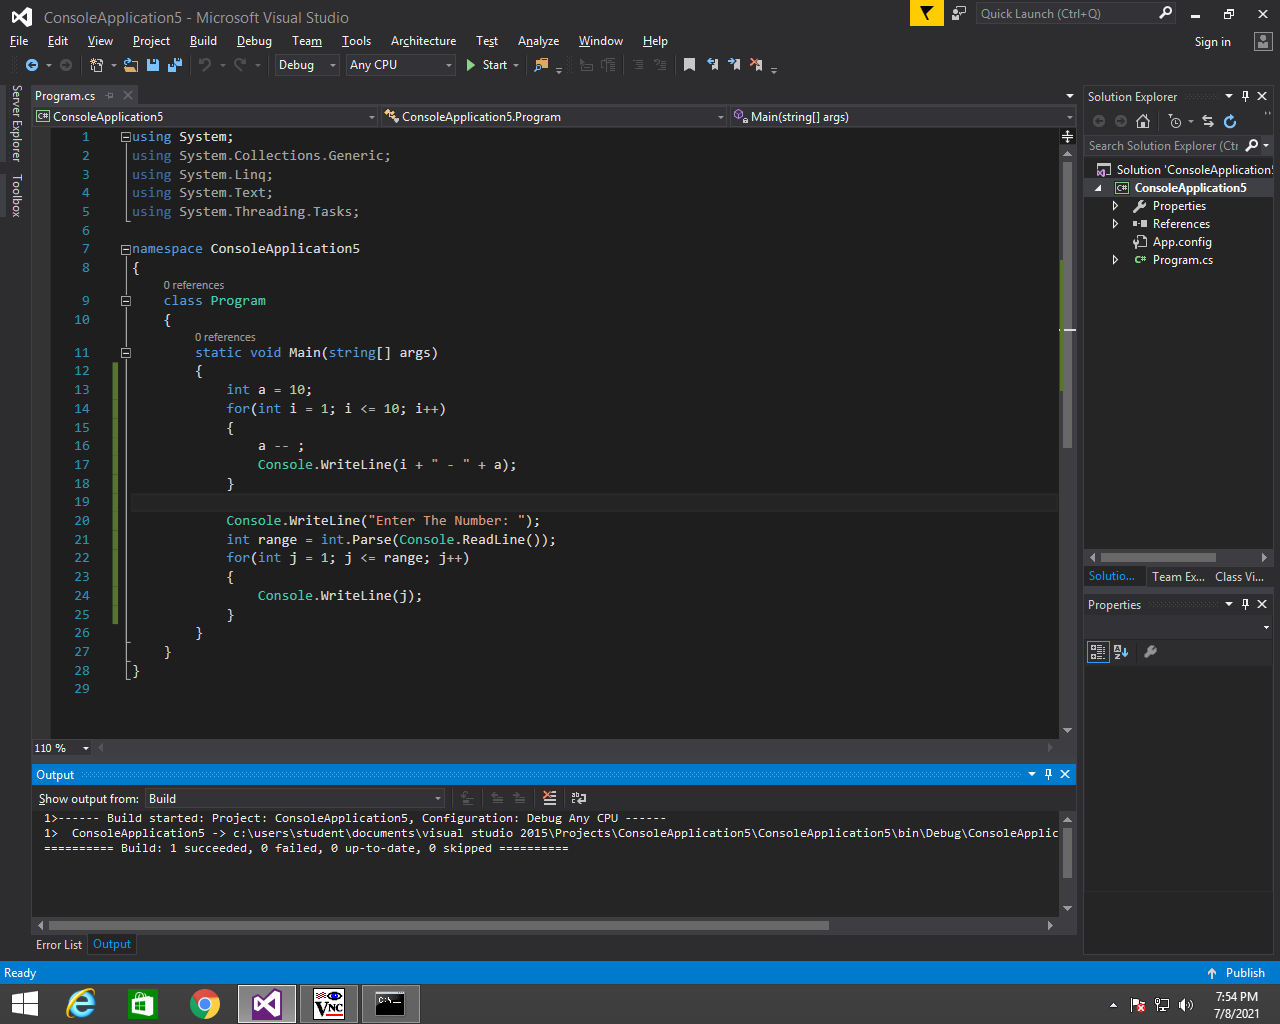 ConsoleApplication5 - Microsoft Visual Studio
Quick Launch (Ctrl+Q)
File Edit View Project Build Debug Team Tools Architecture Test Analyze Window Help
Sign in
Debug Any CPU Start
Server Explorer
Toolbox
Program.cs
ConsoleApplication5 ConsoleApplication5.Program Main(string[] args)
1 using System;
2 using System.Collections.Generic;
3 using System.Linq;
4 using System.Text;
5 using System.Threading.Tasks;
6
7 namespace ConsoleApplication5
8 {
0 references
9 class Program
10 {
0 references
11 static void Main(string[] args)
12 {
13 int a = 10;
14 for(int i = 1; i <= 10; i++)
15 {
16 a -- ;
17 Console.WriteLine(i + " - " + a);
18 }
19
20 Console.WriteLine("Enter The Number: ");
21 int range = int.Parse(Console.ReadLine());
22 for(int j = 1; j <= range; j++)
23 {
24 Console.WriteLine(j);
25 }
26 }
27 }
28 }
29
110 %
Solution Explorer
Search Solution Explorer (Ctr
Solution 'ConsoleApplication5
C# ConsoleApplication5
Properties
References
App.config
C# Program.cs
Solutio... Team Ex... Class Vi...
Properties
Output
Show output from: Build
1>------ Build started: Project: ConsoleApplication5, Configuration: Debug Any CPU ------
1>  ConsoleApplication5 -> c:\users\student\documents\visual studio 2015\Projects\ConsoleApplication5\ConsoleApplication5\bin\Debug\ConsoleApplic
========== Build: 1 succeeded, 0 failed, 0 up-to-date, 0 skipped ==========
Error List Output
Ready
Publish
VNC
C:\
7:54 PM
7/8/2021